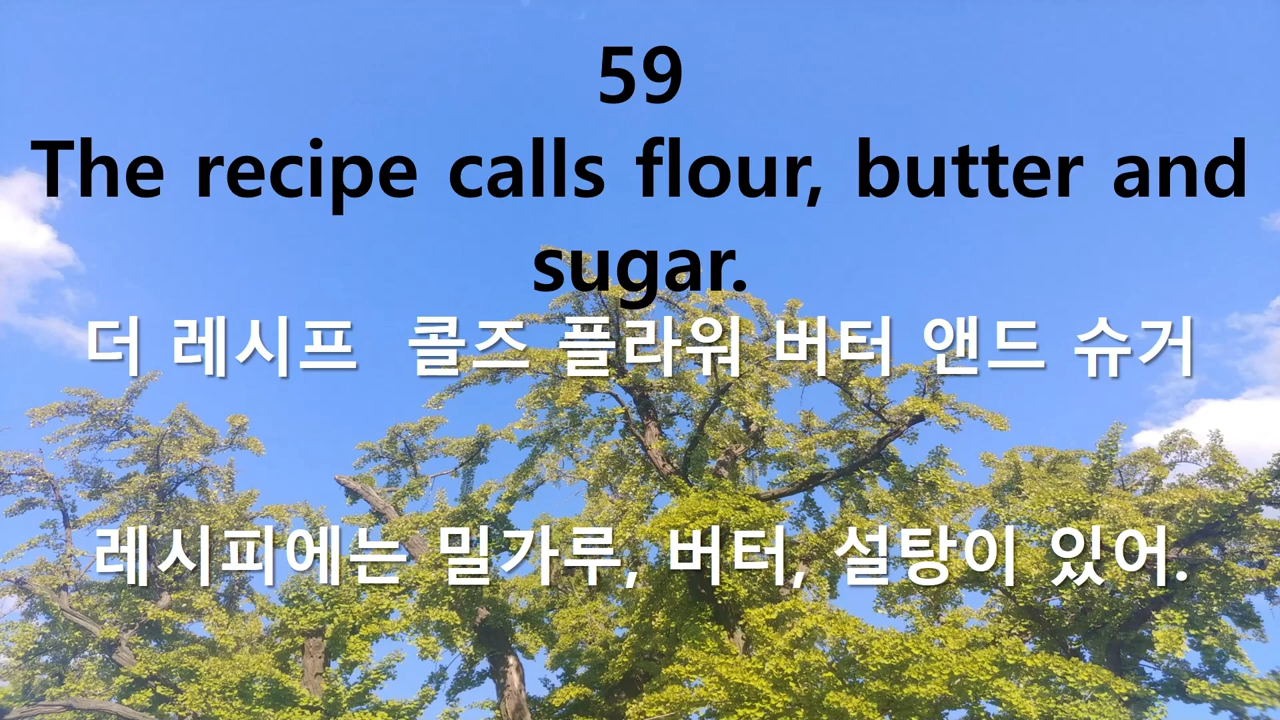 59
The recipe calls flour, butter and
sugar.
더 레시프 콜즈 플라워 버터 앤드 슈거
레시피에는 밀가루, 버터, 설탕이 있어.